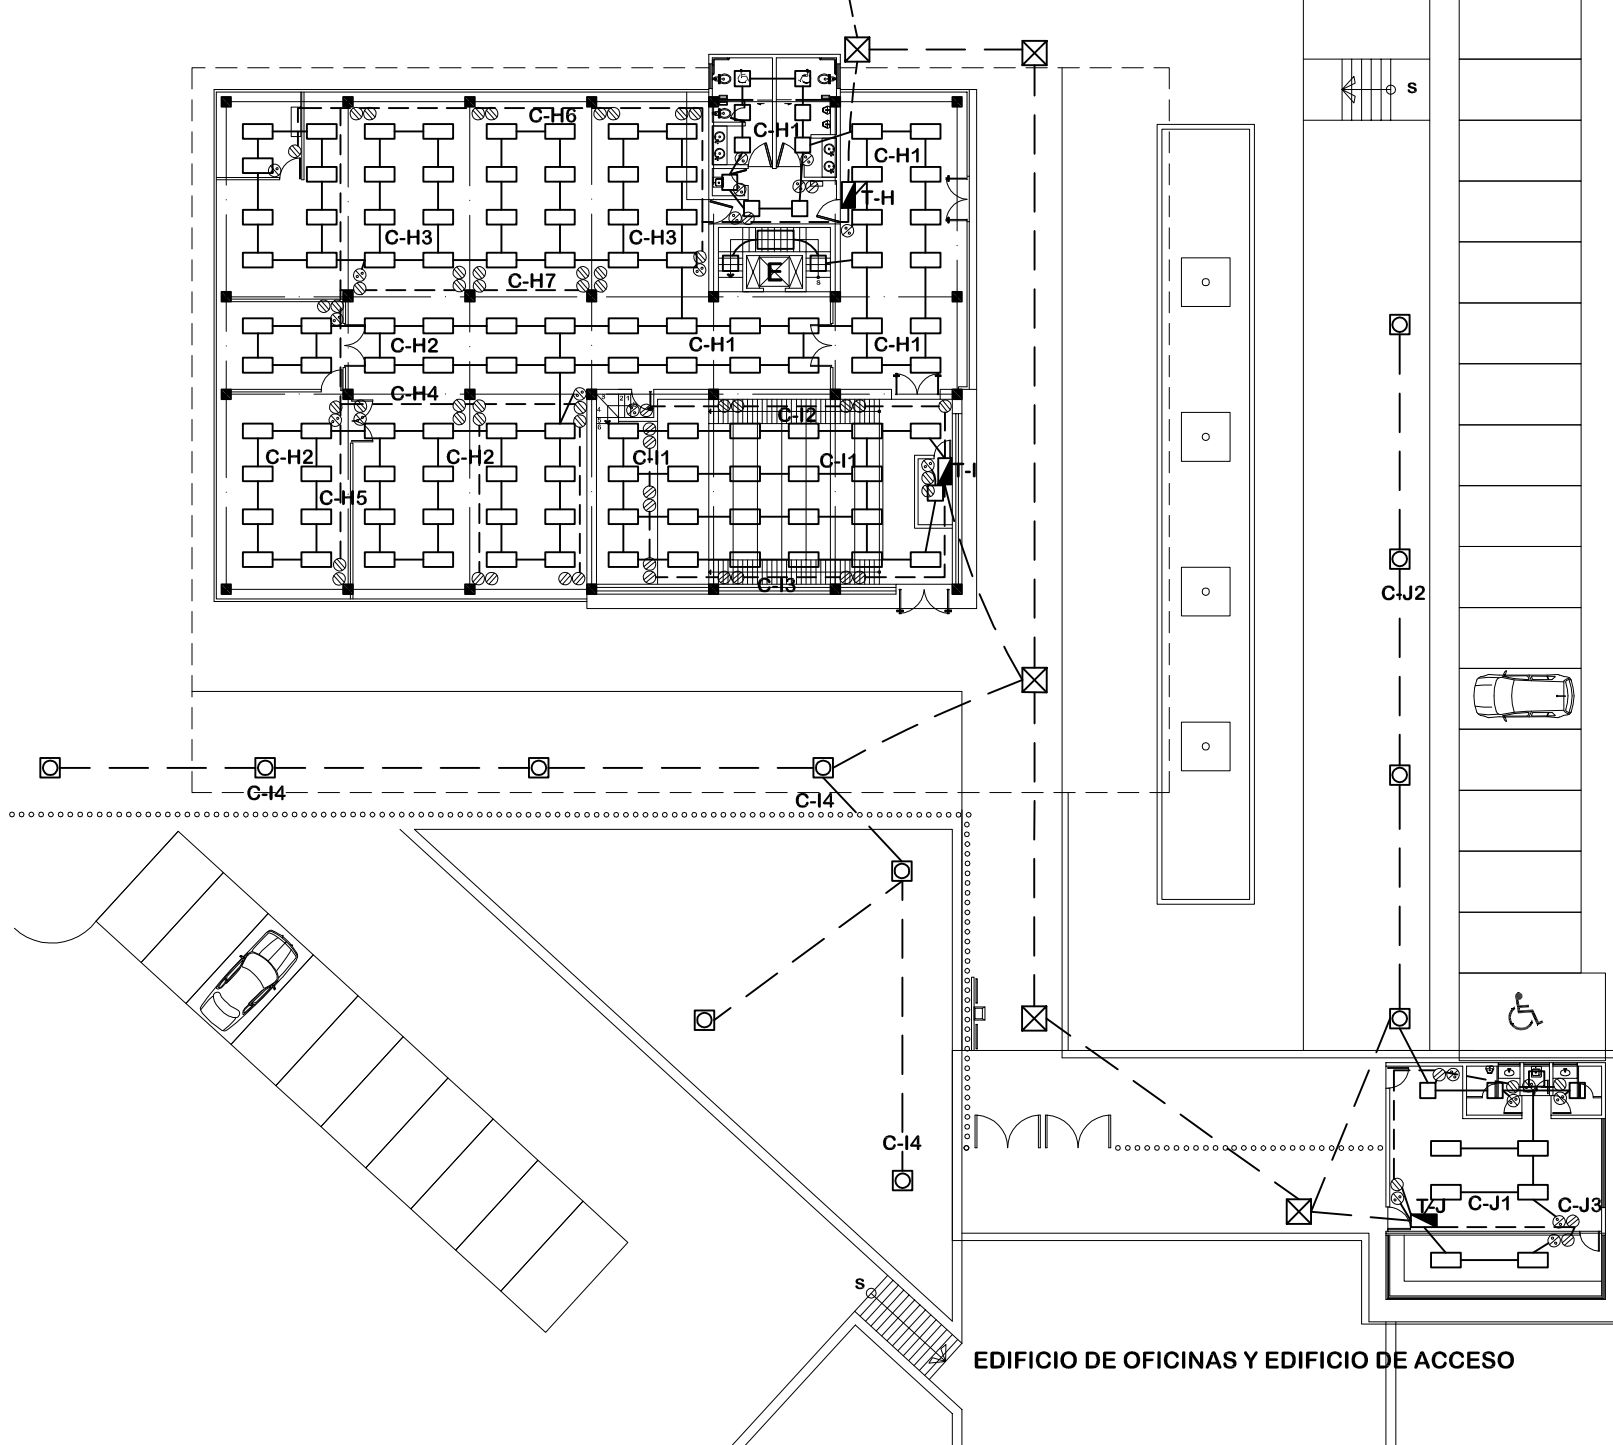 S
C-H6
C-H1
C-H1
T-H
C-H3
C-H3
E
C-H7
S
C-H2
C-H1
C-H1
C-H4
C-I2
C-H2
C-H2
C-I1
C-I1
T-I
C-H5
C-I3
C-J2
C-I4
C-I4
C-I4
T-J
C-J1
C-J3
S
EDIFICIO DE OFICINAS Y EDIFICIO DE ACCESO